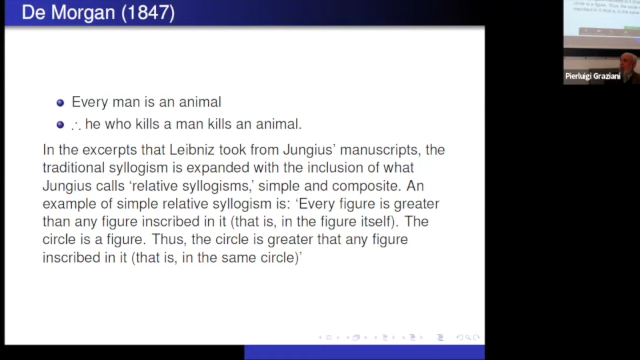 De Morgan (1847)
Every man is an animal
∴ he who kills a man kills an animal.
In the excerpts that Leibniz took from Jungius' manuscripts, the
traditional syllogism is expanded with the inclusion of what
Jungius calls 'relative syllogisms,' simple and composite. An
example of simple relative syllogism is: 'Every figure is greater
than any figure inscribed in it (that is, in the figure itself). The
circle is a figure. Thus, the circle is greater that any figure
inscribed in it (that is, in the same circle)'
Pierluigi Graziani